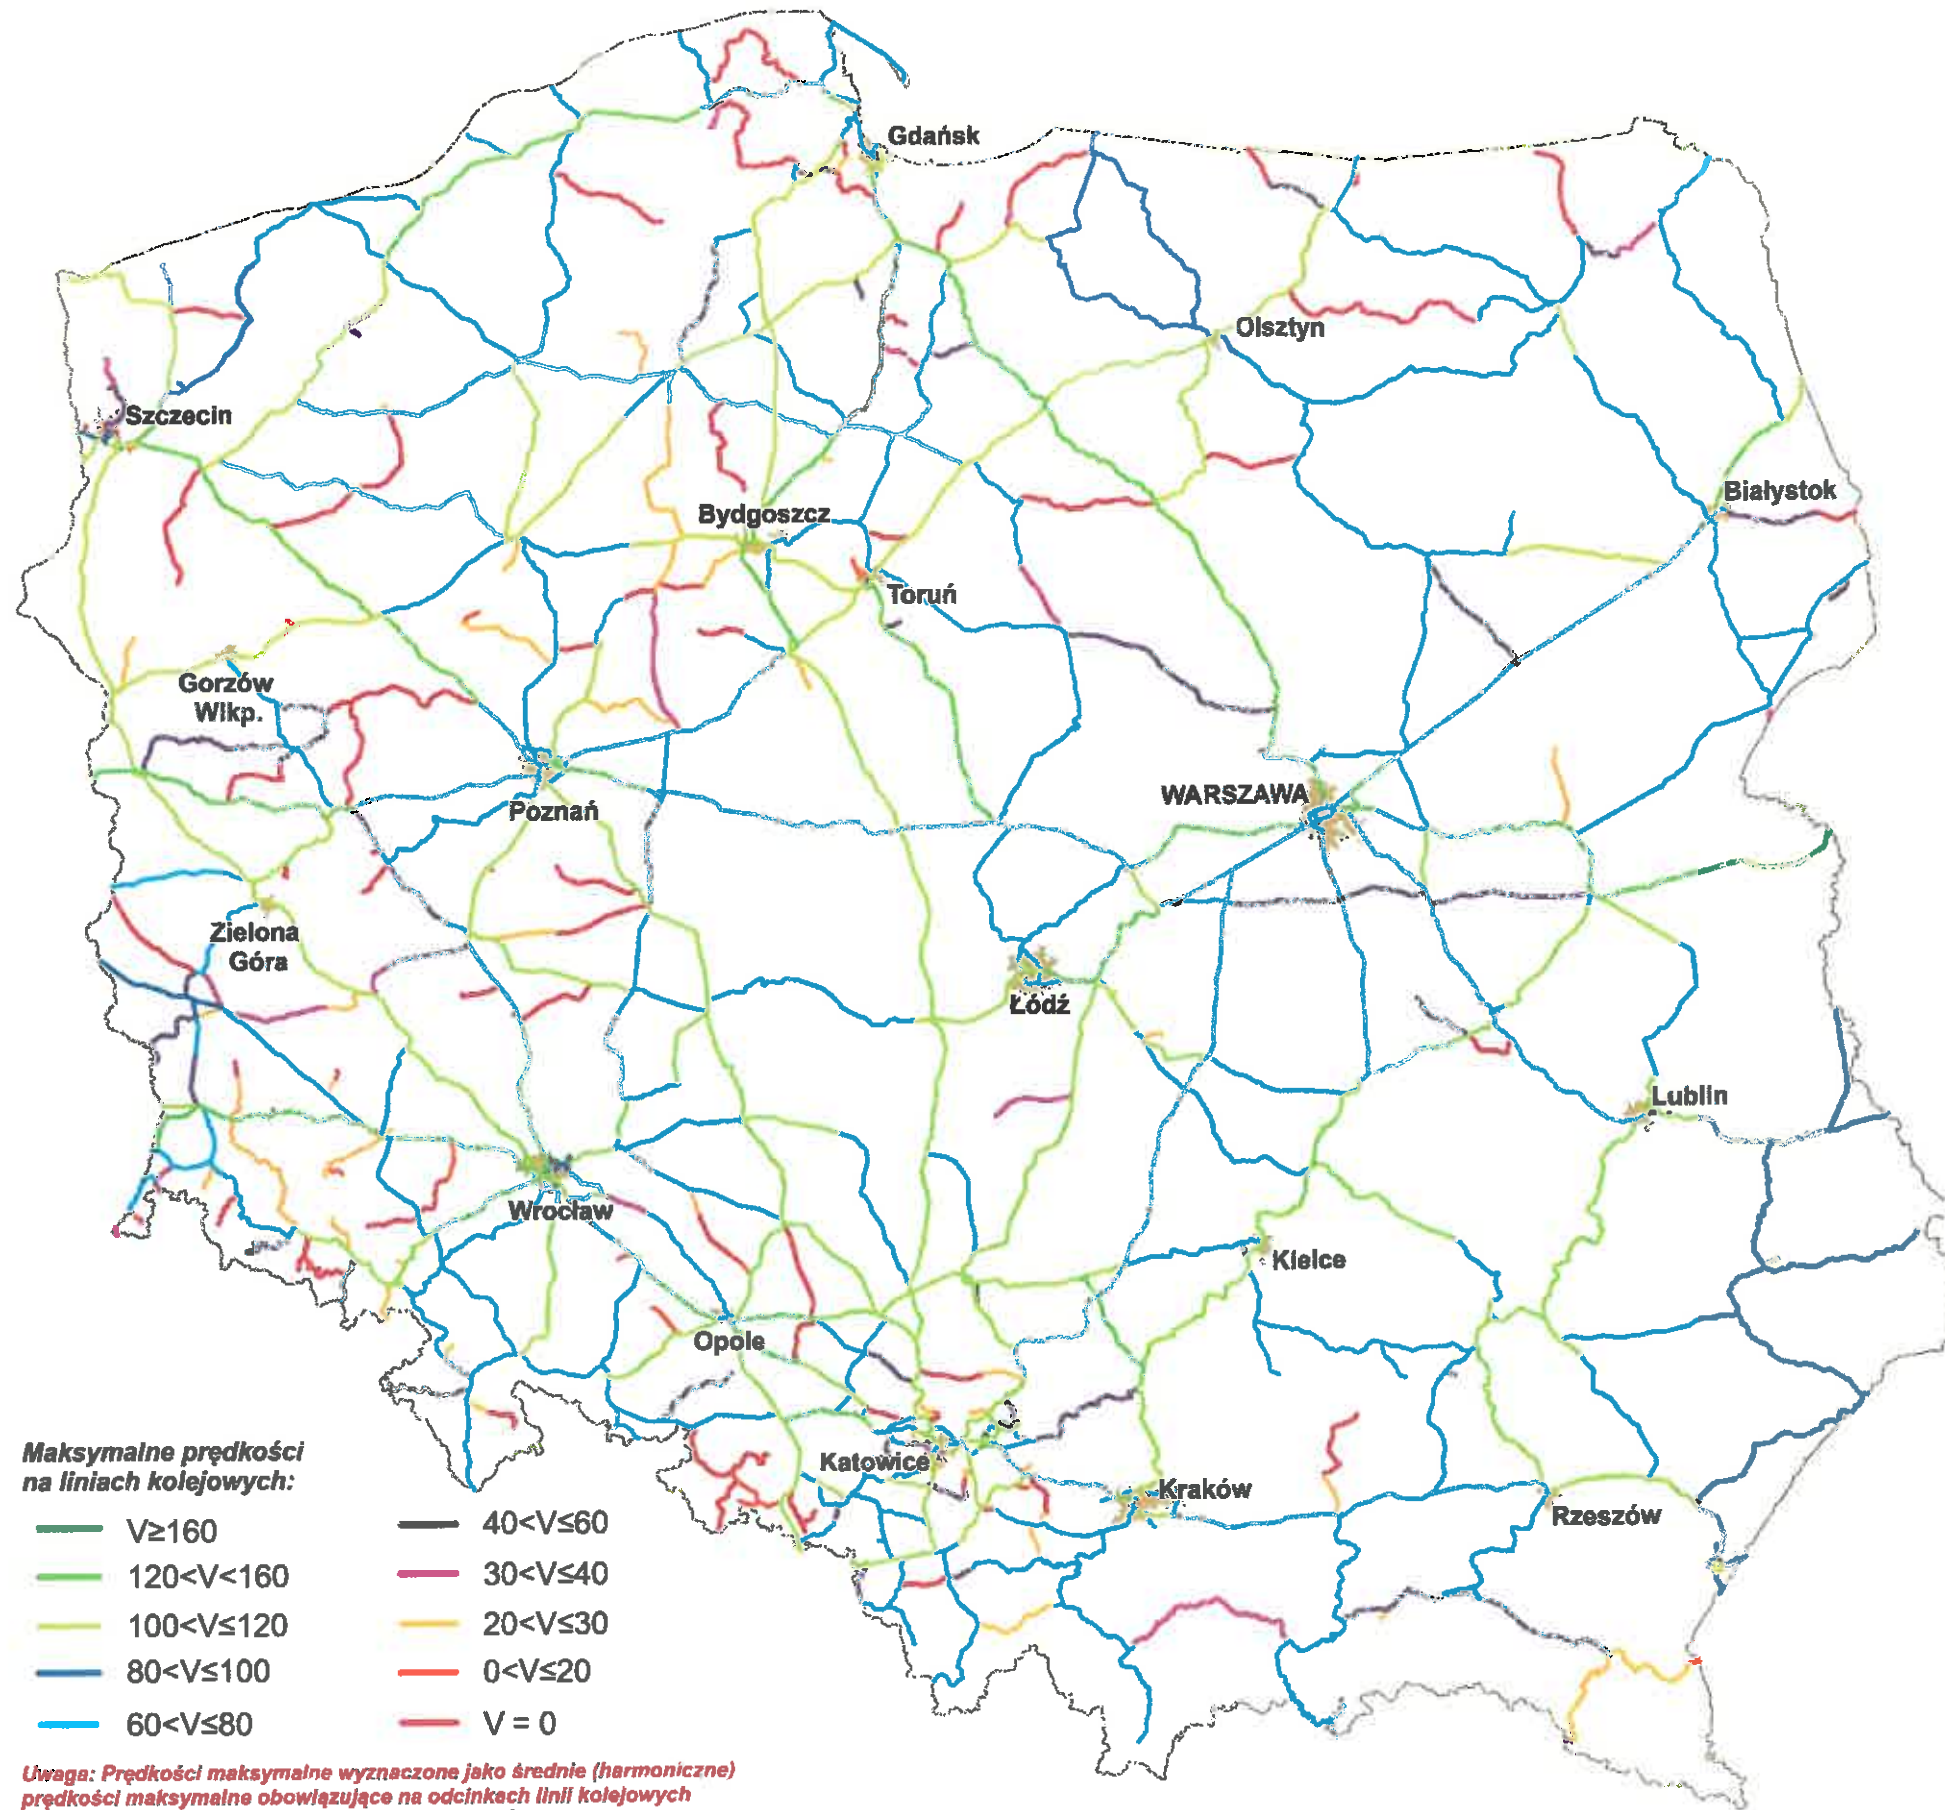 Gdańsk
Olsztyn
Szczecin
Białystok
Bydgoszcz
Toruń
Gorzów
Wlkp.
WARSZAWA
Poznań
Zielona
Góra
Łódź
Lublin
Wrocław
Kielce
Opole
Katowice
Kraków
Rzeszów
Maksymalne prędkości
na liniach kolejowych:
V≥160
120<V<160
100<V≤120
80<V≤100
60<V≤80
40<V≤60
30<V≤40
20<V≤30
0<V≤20
V = 0
Uwaga: Prędkości maksymalne wyznaczone jako średnie (harmoniczne)
prędkości maksymalne obowiązujące na odcinkach linii kolejowych